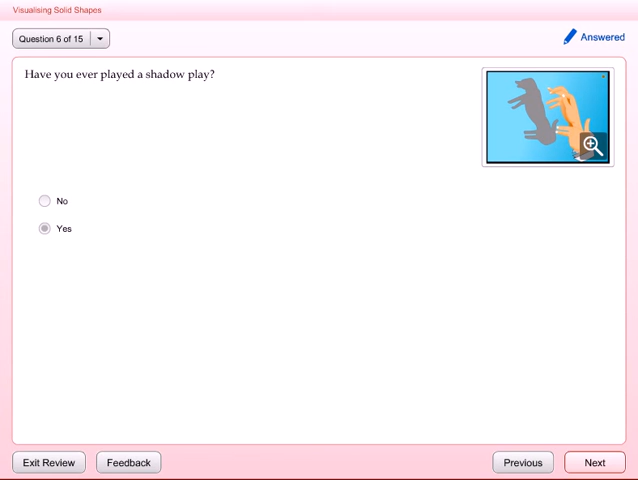 Visualising Solid Shapes
Question 6 of 15
Answered
Have you ever played a shadow play?
No
Yes
Exit Review
Feedback
Previous
Next